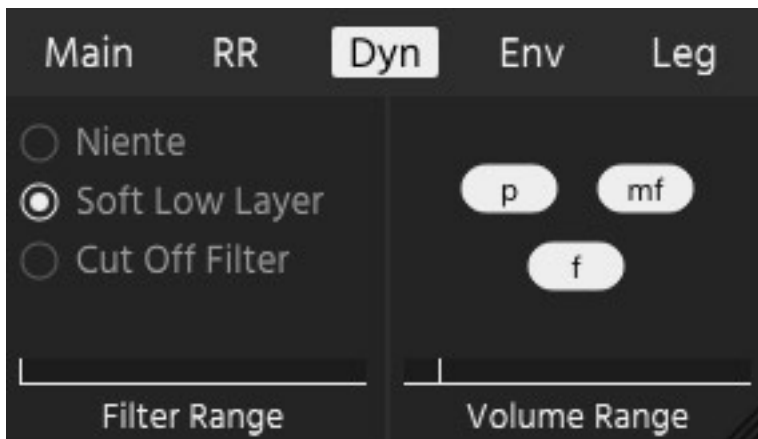 Main RR Dyn Env Leg
Niente
Soft Low Layer
Cut Off Filter
p mf
f
Filter Range Volume Range